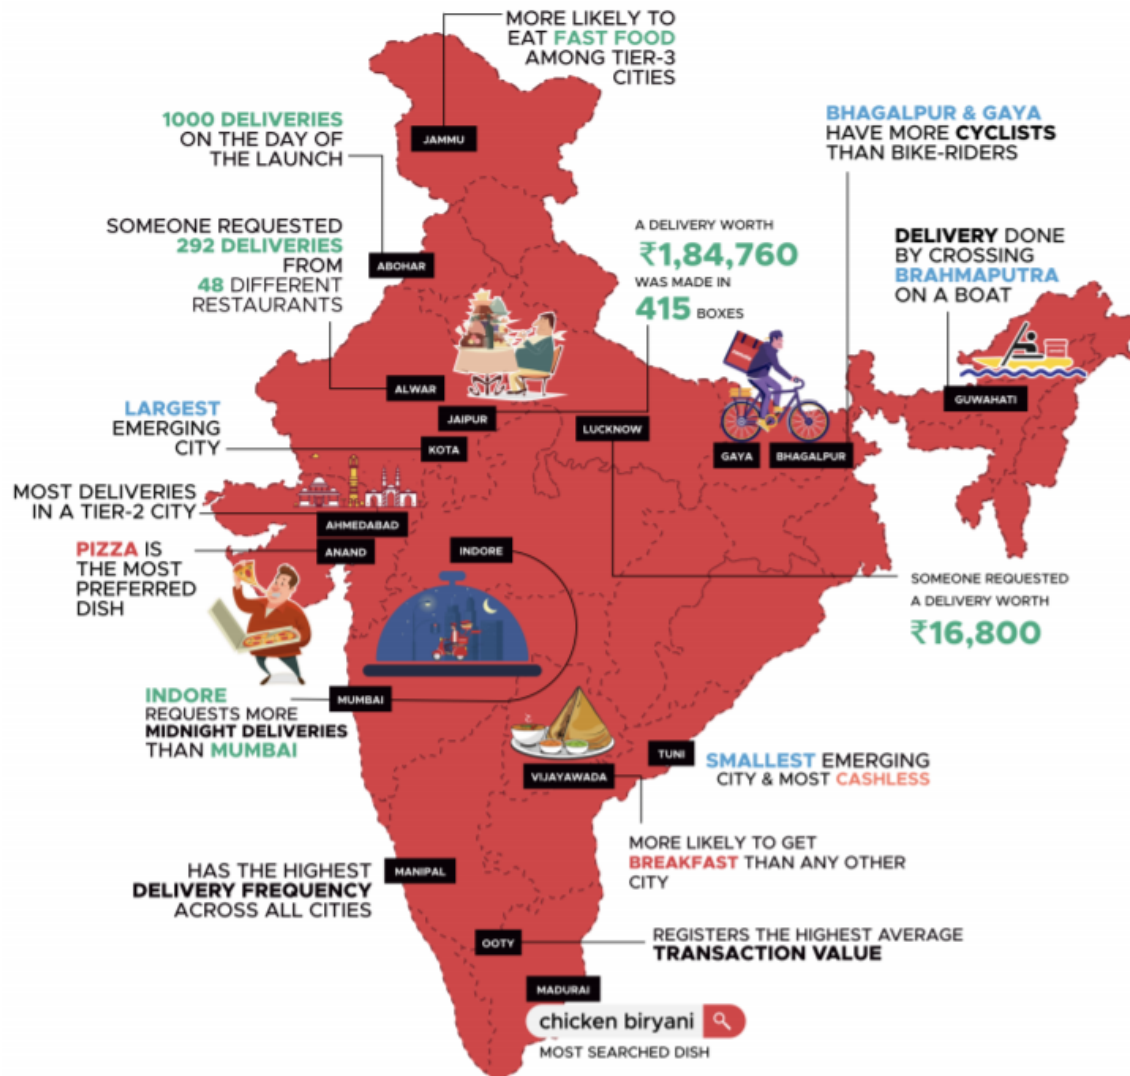 MORE LIKELY TO
EAT FAST FOOD
AMONG TIER-3
CITIES
JAMMU
1000 DELIVERIES
ON THE DAY OF
THE LAUNCH
ABOHAR
BHAGALPUR & GAYA
HAVE MORE CYCLISTS
THAN BIKE-RIDERS
SOMEONE REQUESTED
292 DELIVERIES
FROM
48 DIFFERENT
RESTAURANTS
ALWAR
A DELIVERY WORTH
₹1,84,760
WAS MADE IN
415 BOXES
JAIPUR
DELIVERY DONE
BY CROSSING
BRAHMAPUTRA
ON A BOAT
GUWAHATI
LARGEST
EMERGING
CITY
KOTA
LUCKNOW
GAYA
BHAGALPUR
MOST DELIVERIES
IN A TIER-2 CITY
AHMEDABAD
PIZZA IS
THE MOST
PREFERRED
DISH
ANAND
INDORE
SOMEONE REQUESTED
A DELIVERY WORTH
₹16,800
MUMBAI
INDORE
REQUESTS MORE
MIDNIGHT DELIVERIES
THAN MUMBAI
TUNI
SMALLEST EMERGING
CITY & MOST CASHLESS
VIJAYAWADA
MORE LIKELY TO GET
BREAKFAST THAN ANY OTHER
CITY
HAS THE HIGHEST
DELIVERY FREQUENCY
ACROSS ALL CITIES
MANIPAL
OOTY
REGISTERS THE HIGHEST AVERAGE
TRANSACTION VALUE
MADURAI
chicken biryani
MOST SEARCHED DISH